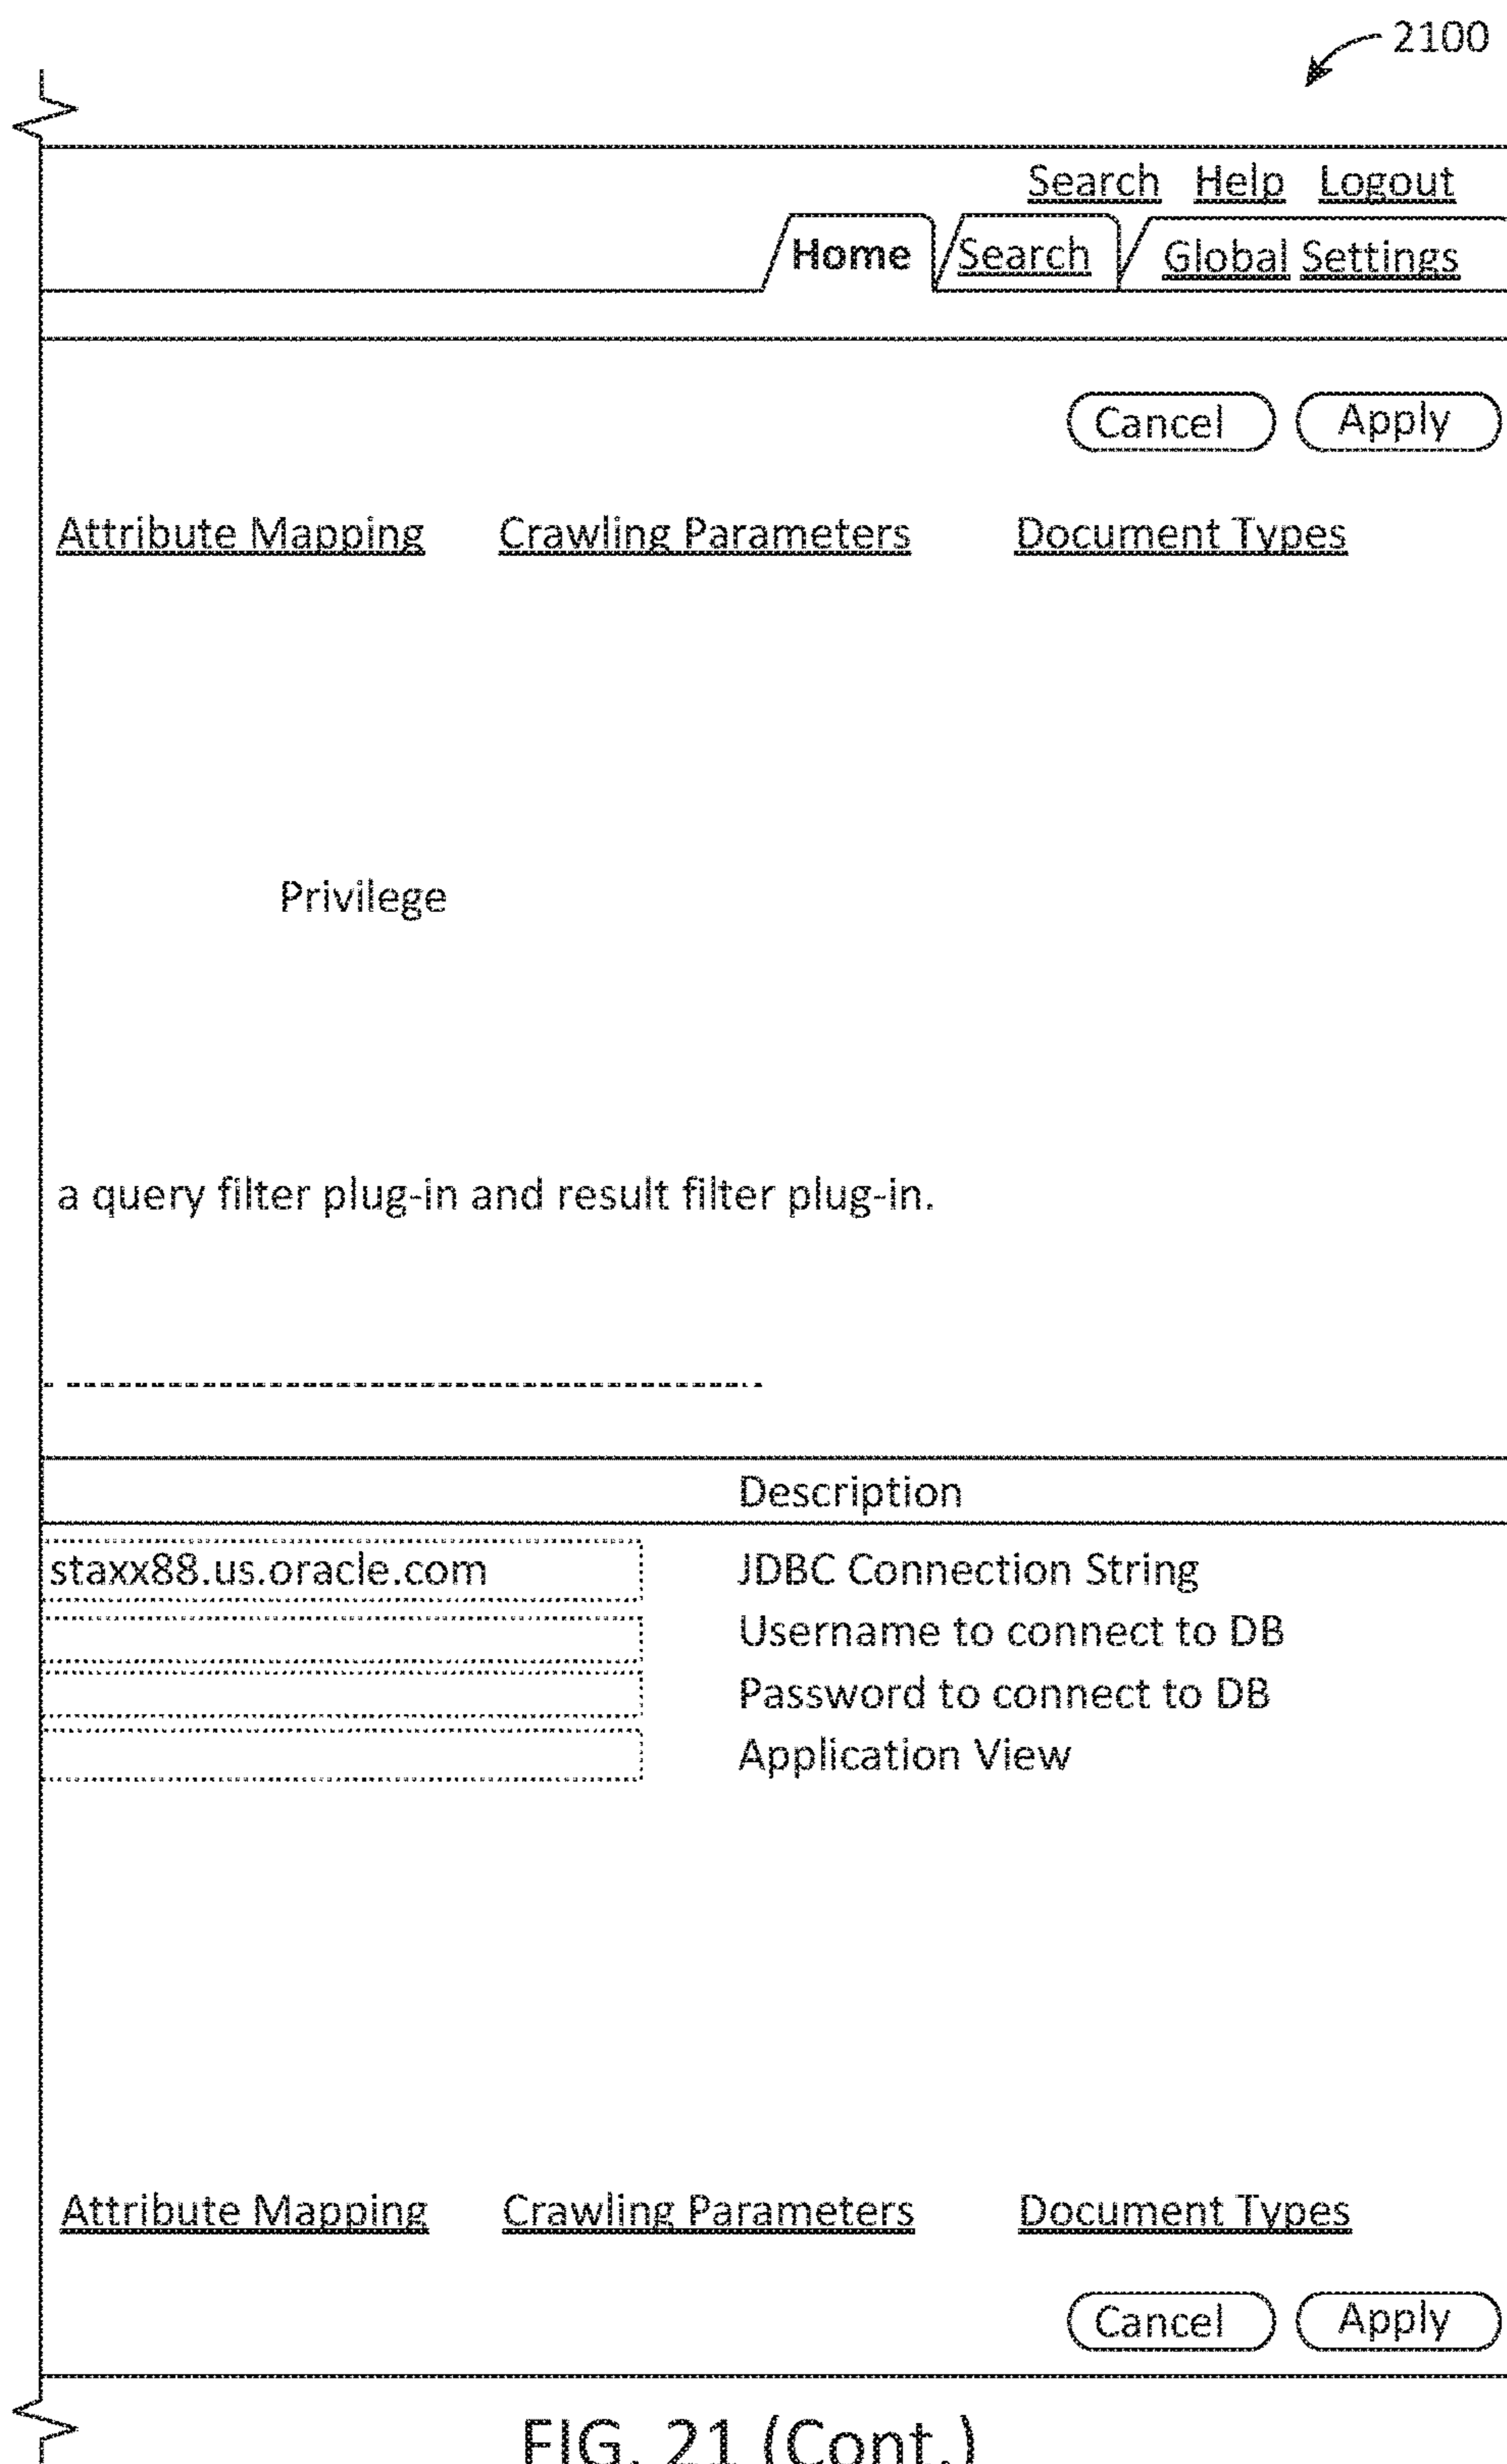 2100
Search Help Logout
Home Search Global Settings
Cancel Apply
Attribute Mapping Crawling Parameters Document Types
Privilege
a query filter plug-in and result filter plug-in.
Description
staxx88.us.oracle.com JDBC Connection String
Username to connect to DB
Password to connect to DB
Application View
Attribute Mapping Crawling Parameters Document Types
Cancel Apply
FIG. 21 (Cont.)